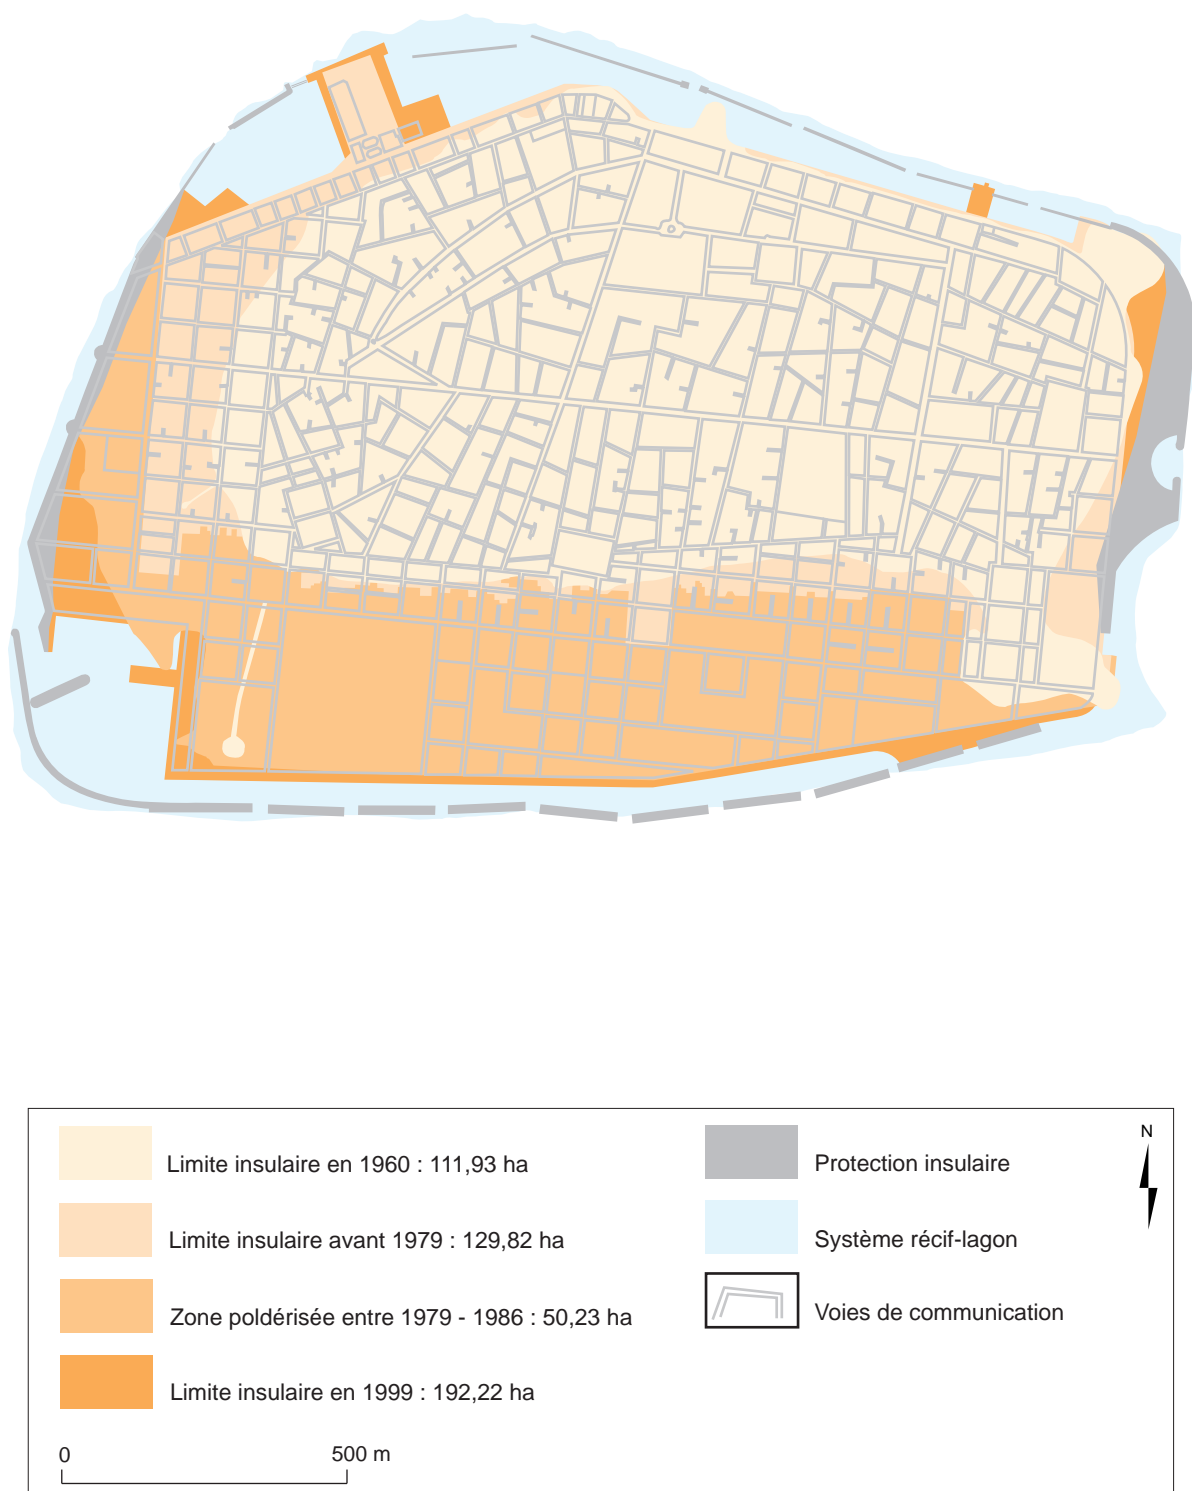 Limite insulaire en 1960 : 111,93 ha
Limite insulaire avant 1979 : 129,82 ha
Zone poldérisée entre 1979 - 1986 : 50,23 ha
Limite insulaire en 1999 : 192,22 ha
0 500 m
Protection insulaire
Système récif-lagon
Voies de communication
N